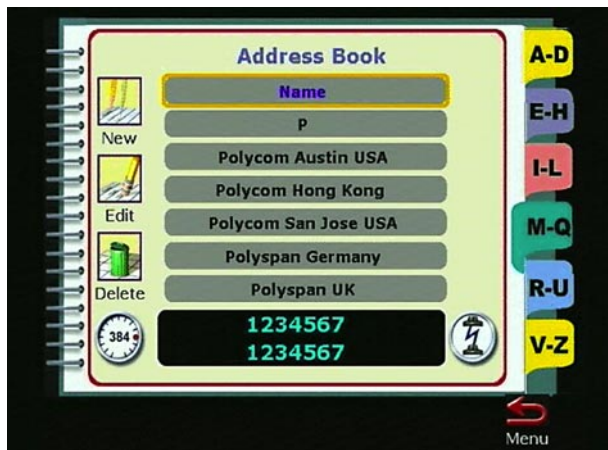 Address Book
Name
P
Polycom Austin USA
Polycom Hong Kong
Polycom San Jose USA
Polyspan Germany
Polyspan UK
1234567
1234567
New
Edit
Delete
384
A-D
E-H
I-L
M-Q
R-U
V-Z
Menu